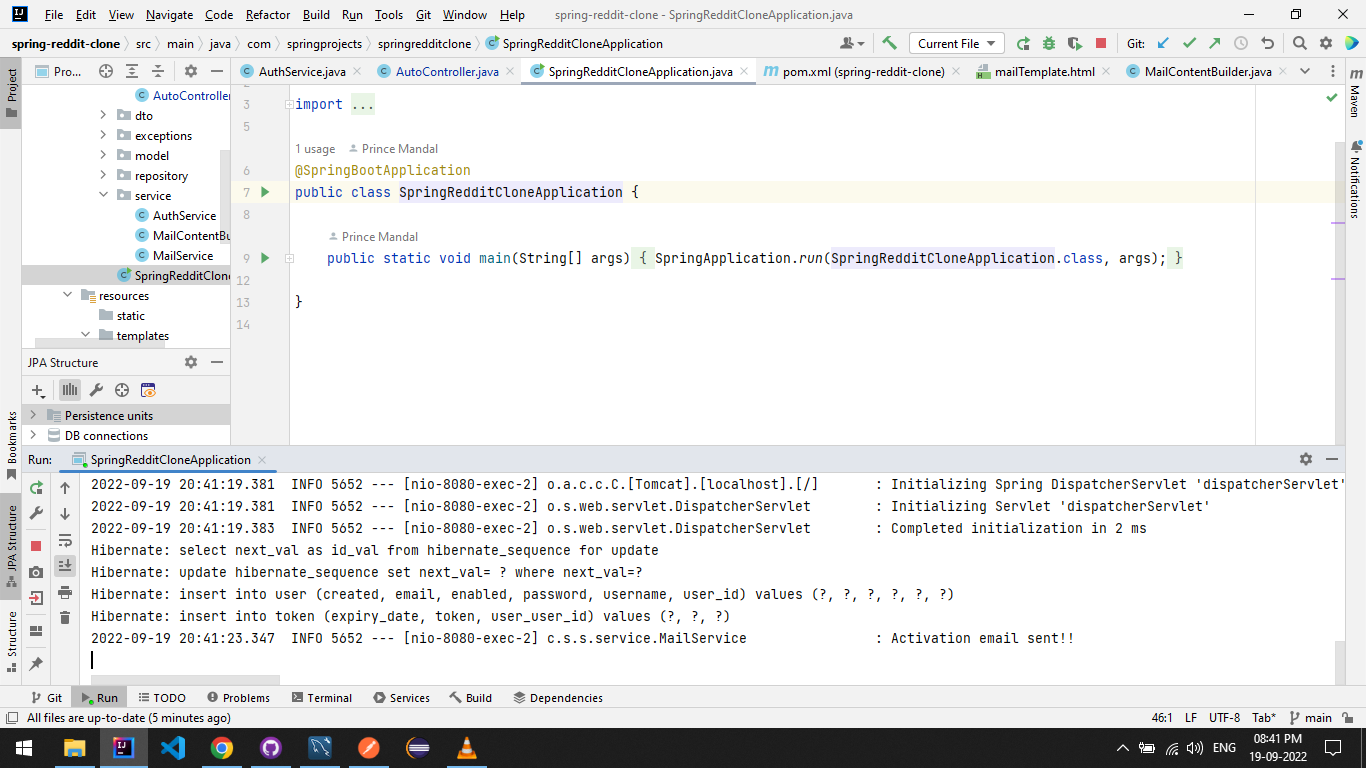 File Edit View Navigate Code Refactor Build Run Tools Git Window Help spring-reddit-clone - SpringRedditCloneApplication.java
spring-reddit-clone src main java com springprojects springredditclone SpringRedditCloneApplication Current File Git:
Project
Pro...
AuthService.java AutoController.java SpringRedditCloneApplication.java pom.xml (spring-reddit-clone) mailTemplate.html MailContentBuilder.java
Maven
Notifications
AutoController
dto
exceptions
model
repository
service
AuthService
MailContentBu
MailService
SpringRedditClone
resources
static
templates
3 import ...
5
1 usage Prince Mandal
6 @SpringBootApplication
7 public class SpringRedditCloneApplication {
8
Prince Mandal
9 public static void main(String[] args) { SpringApplication.run(SpringRedditCloneApplication.class, args); }
12
13 }
14
JPA Structure
Persistence units
DB connections
Bookmarks
JPA Structure
Structure
Run: SpringRedditCloneApplication
2022-09-19 20:41:19.381 INFO 5652 --- [nio-8080-exec-2] o.a.c.c.C.[Tomcat].[localhost].[/] : Initializing Spring DispatcherServlet 'dispatcherServlet'
2022-09-19 20:41:19.381 INFO 5652 --- [nio-8080-exec-2] o.s.web.servlet.DispatcherServlet : Initializing Servlet 'dispatcherServlet'
2022-09-19 20:41:19.383 INFO 5652 --- [nio-8080-exec-2] o.s.web.servlet.DispatcherServlet : Completed initialization in 2 ms
Hibernate: select next_val as id_val from hibernate_sequence for update
Hibernate: update hibernate_sequence set next_val= ? where next_val=?
Hibernate: insert into user (created, email, enabled, password, username, user_id) values (?, ?, ?, ?, ?, ?)
Hibernate: insert into token (expiry_date, token, user_user_id) values (?, ?, ?)
2022-09-19 20:41:23.347 INFO 5652 --- [nio-8080-exec-2] c.s.s.service.MailService : Activation email sent!!
Git Run TODO Problems Terminal Services Build Dependencies
All files are up-to-date (5 minutes ago) 46:1 LF UTF-8 Tab* main
ENG 08:41 PM
19-09-2022